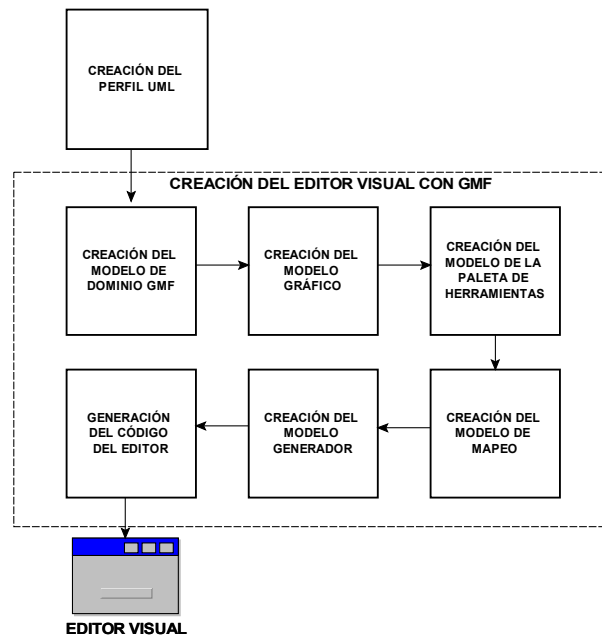 CREACIÓN DEL
PERFIL UML
CREACIÓN DEL EDITOR VISUAL CON GMF
CREACIÓN DEL
MODELO DE
DOMINIO GMF
CREACIÓN DEL
MODELO
GRÁFICO
CREACIÓN DEL
MODELO DE LA
PALETA DE
HERRAMIENTAS
GENERACIÓN
DEL CÓDIGO
DEL EDITOR
CREACIÓN DEL
MODELO
GENERADOR
CREACIÓN DEL
MODELO DE
MAPEO
EDITOR VISUAL